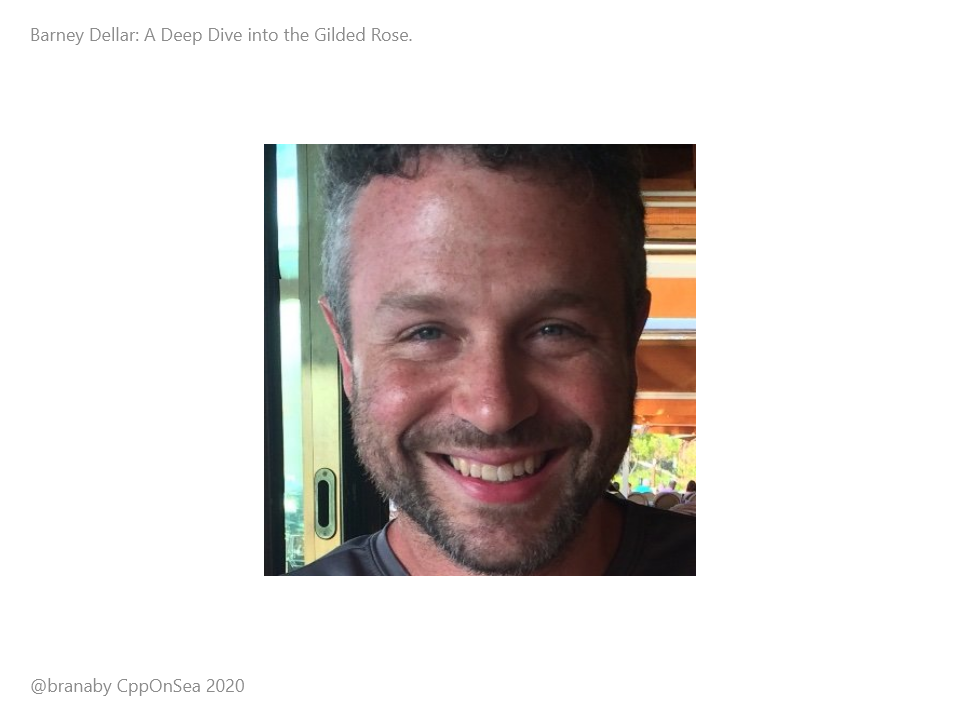 Barney Dellar: A Deep Dive into the Gilded Rose.
@branaby CppOnSea 2020